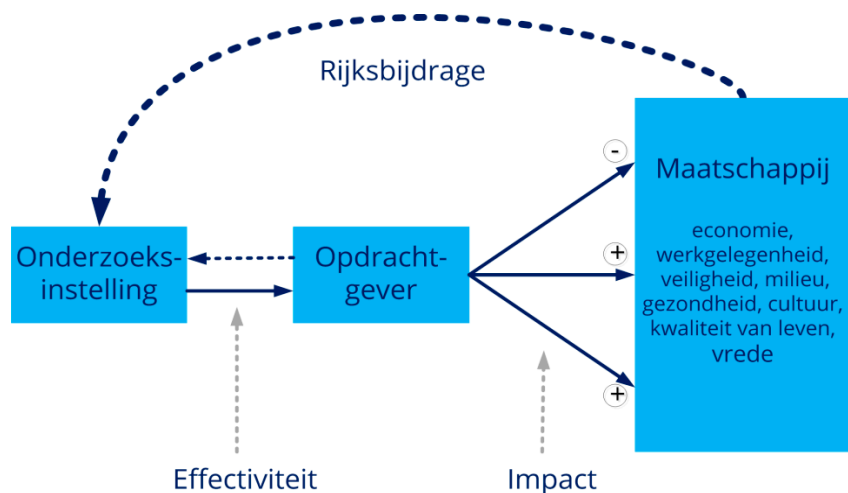 Rijksbijdrage
Onderzoeks-
instelling
Opdracht-
gever
-
+
+
Maatschappij
economie,
werkgelegenheid,
veiligheid, milieu,
gezondheid, cultuur,
kwaliteit van leven,
vrede
Effectiviteit
Impact